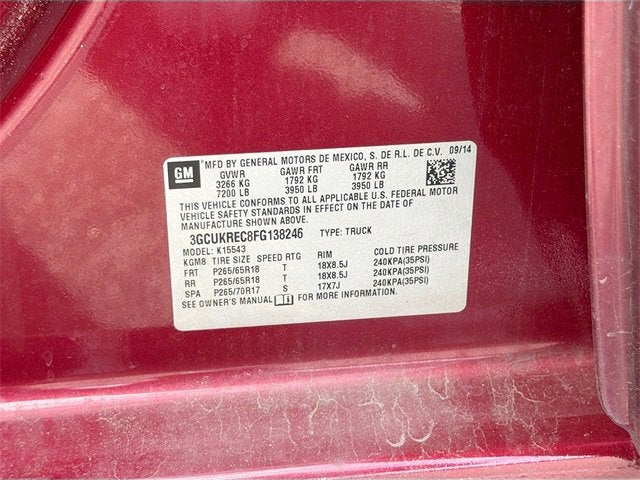 GM MFD BY GENERAL MOTORS DE MEXICO, S. DE R.L. DE C.V. 09/14
GVWR GAWR FRT GAWR RR
3266 KG 1792 KG 1792 KG
7200 LB 3950 LB 3950 LB
THIS VEHICLE CONFORMS TO ALL APPLICABLE U.S. FEDERAL MOTOR
VEHICLE SAFETY STANDARDS IN EFFECT ON THE DATE OF
MANUFACTURE SHOWN ABOVE.
3GCUKREC8FG138246 TYPE: TRUCK
MODEL: K15543
KGM8 TIRE SIZE SPEED RTG RIM COLD TIRE PRESSURE
FRT P265/65R18 T 18X8.5J 240KPA(35PSI)
RR P265/65R18 T 18X8.5J 240KPA(35PSI)
SPA P265/70R17 S 17X7J 240KPA(35PSI)
SEE OWNER'S MANUAL FOR MORE INFORMATION.